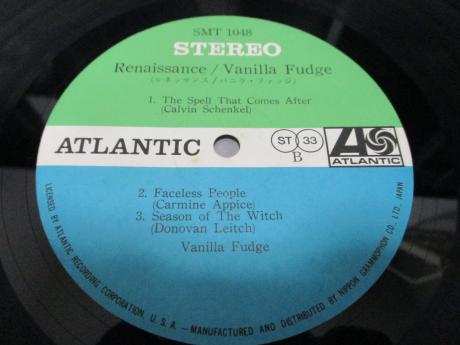 SMT 1048
STEREO
Renaissance / Vanilla Fudge
(ルネッサンス/バニラ・ファッジ)
1. The Spell That Comes After
(Calvin Schenkel)
ATLANTIC
ST 33
B
ATLANTIC
2. Faceless People
(Carmine Appice)
3. Season of The Witch
(Donovan Leitch)
Vanilla Fudge
LICENSED BY ATLANTIC RECORDING CORPORATION, U. S. A. — MANUFACTURED AND DISTRIBUTED BY NIPPON GRAMMOPHON CO., LTD., JAPAN